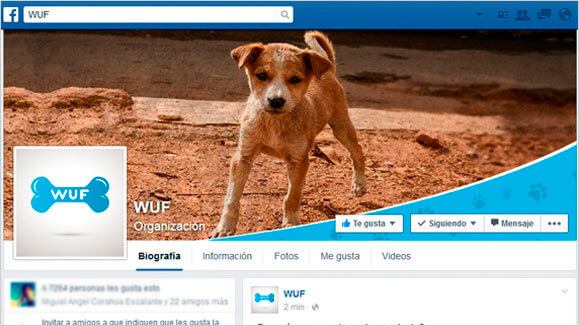 WUF
WUF
WUF
Organización
Te gusta
Siguiendo
Mensaje
Biografía
Información
Fotos
Me gusta
Videos
personas les gusta esto
Miguel Angel Corahua Escalante y 22 amigos más
Invitar a amigos a que indiquen que les gusta la
WUF
WUF
2 min